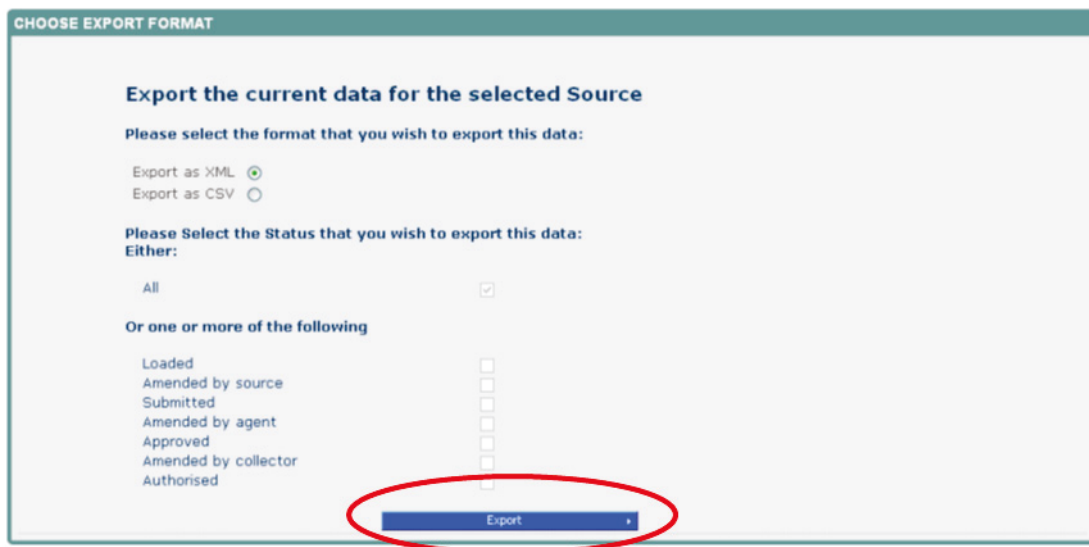 CHOOSE EXPORT FORMAT
Export the current data for the selected Source
Please select the format that you wish to export this data:
Export as XML
Export as CSV
Please Select the Status that you wish to export this data:
Either:
All
Or one or more of the following
Loaded
Amended by source
Submitted
Amended by agent
Approved
Amended by collector
Authorised
Export